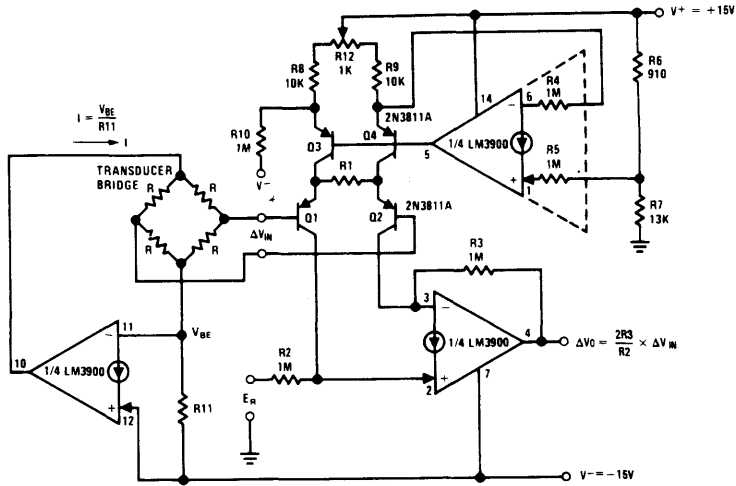 V⁺ = +15V
R12
1K
R8
10K
R9
10K
R6
910
2N3811A
14
6
R4
1M
I = VBE
R11
I
R10
1M
V⁻
Q3
Q4
5
1/4 LM3900
−
R5
1M
+
1
TRANSDUCER
BRIDGE
R
R
R
R
R1
R7
13K
Q1
Q2
2N3811A
ΔVIN
R3
1M
3
−
4
1/4 LM3900
ΔVO = 2R3
R2
× ΔVIN
7
+
2
11
VBE
−
10
1/4 LM3900
+
12
R11
R2
1M
ER
V⁻ = −15V